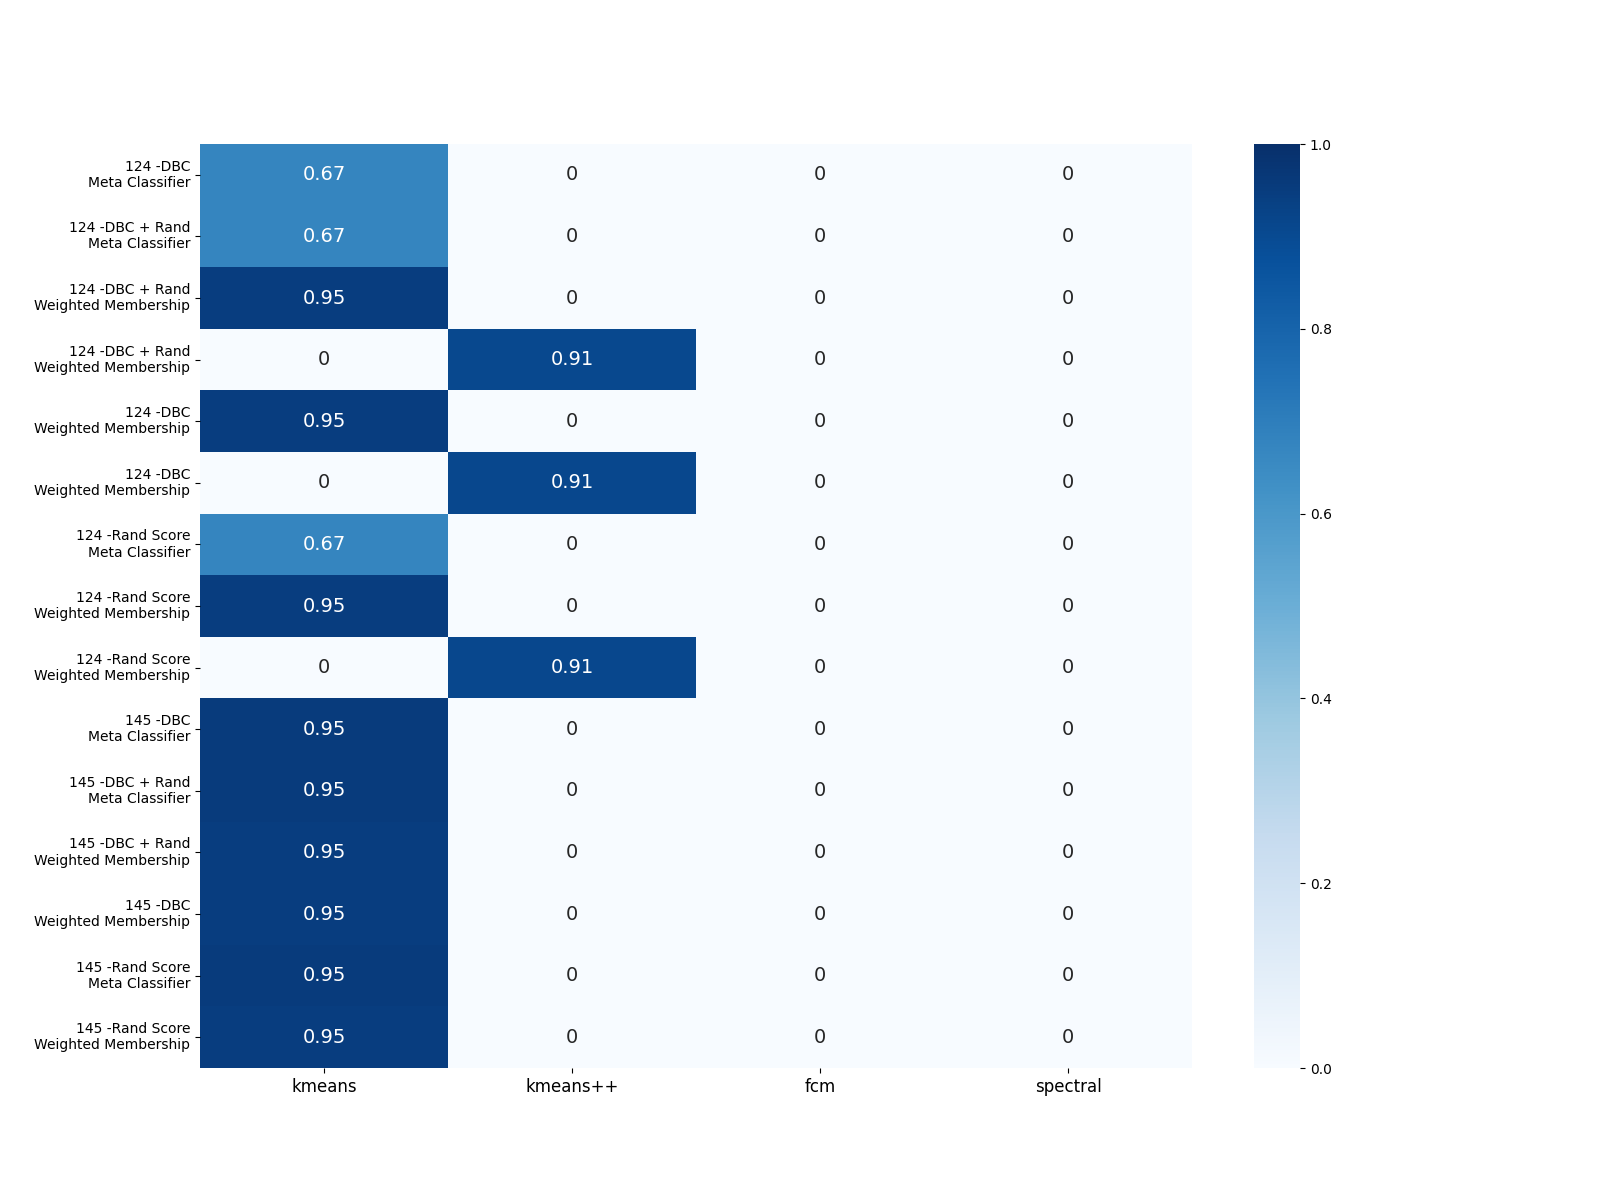 124 -DBC
Meta Classifier
0.67 0 0 0
124 -DBC + Rand
Meta Classifier
0.67 0 0 0
124 -DBC + Rand
Weighted Membership
0.95 0 0 0
124 -DBC + Rand
Weighted Membership
0 0.91 0 0
124 -DBC
Weighted Membership
0.95 0 0 0
124 -DBC
Weighted Membership
0 0.91 0 0
124 -Rand Score
Meta Classifier
0.67 0 0 0
124 -Rand Score
Weighted Membership
0.95 0 0 0
124 -Rand Score
Weighted Membership
0 0.91 0 0
145 -DBC
Meta Classifier
0.95 0 0 0
145 -DBC + Rand
Meta Classifier
0.95 0 0 0
145 -DBC + Rand
Weighted Membership
0.95 0 0 0
145 -DBC
Weighted Membership
0.95 0 0 0
145 -Rand Score
Meta Classifier
0.95 0 0 0
145 -Rand Score
Weighted Membership
0.95 0 0 0
kmeans kmeans++ fcm spectral
1.0
0.8
0.6
0.4
0.2
0.0